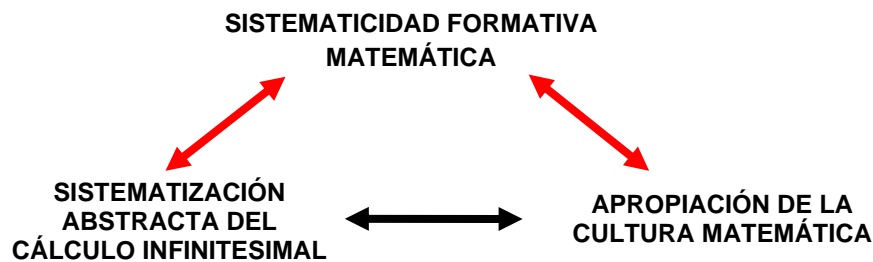 SISTEMATICIDAD FORMATIVA
MATEMÁTICA
SISTEMATIZACIÓN
ABSTRACTA DEL
CÁLCULO INFINITESIMAL
APROPIACIÓN DE LA
CULTURA MATEMÁTICA